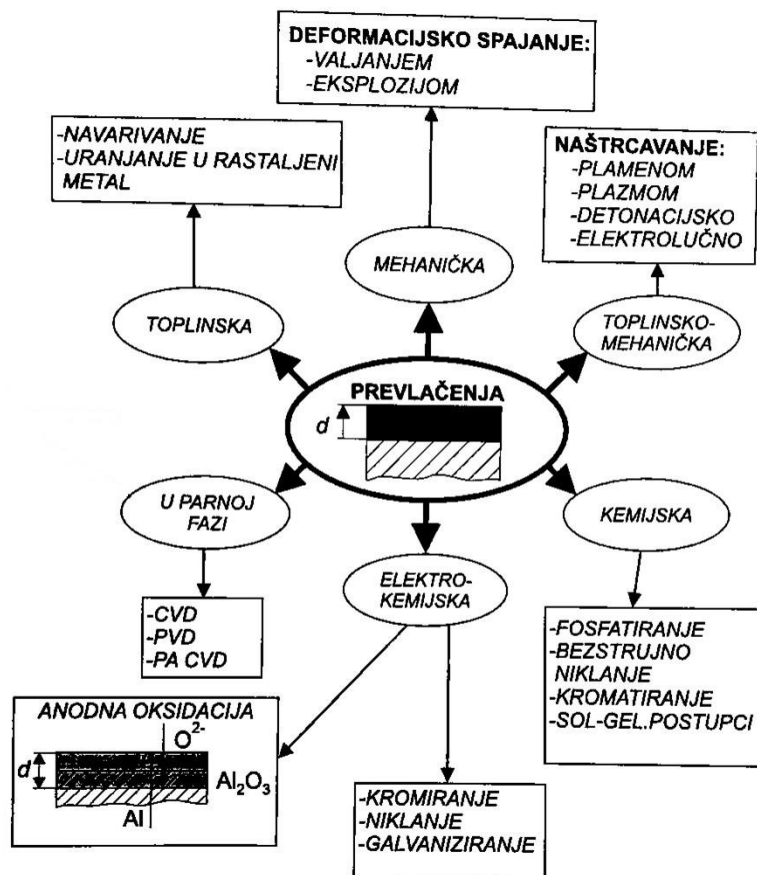 DEFORMACIJSKO SPAJANJE:
-VALJANJEM
-EKSPLOZIJOM
-NAVARIVANJE
-URANJANJE U RASTALJENI
METAL
NAŠTRCAVANJE:
-PLAMENOM
-PLAZMOM
-DETONACIJSKO
-ELEKTROLUČNO
MEHANIČKA
TOPLINSKA
TOPLINSKO-
MEHANIČKA
PREVLAČENJA
d
U PARNOJ
FAZI
KEMIJSKA
ELEKTRO-
KEMIJSKA
-CVD
-PVD
-PA CVD
-FOSFATIRANJE
-BEZSTRUJNO
NIKLANJE
-KROMATIRANJE
-SOL-GEL.POSTUPCI
ANODNA OKSIDACIJA
O²⁻
d
Al₂O₃
Al
-KROMIRANJE
-NIKLANJE
-GALVANIZIRANJE